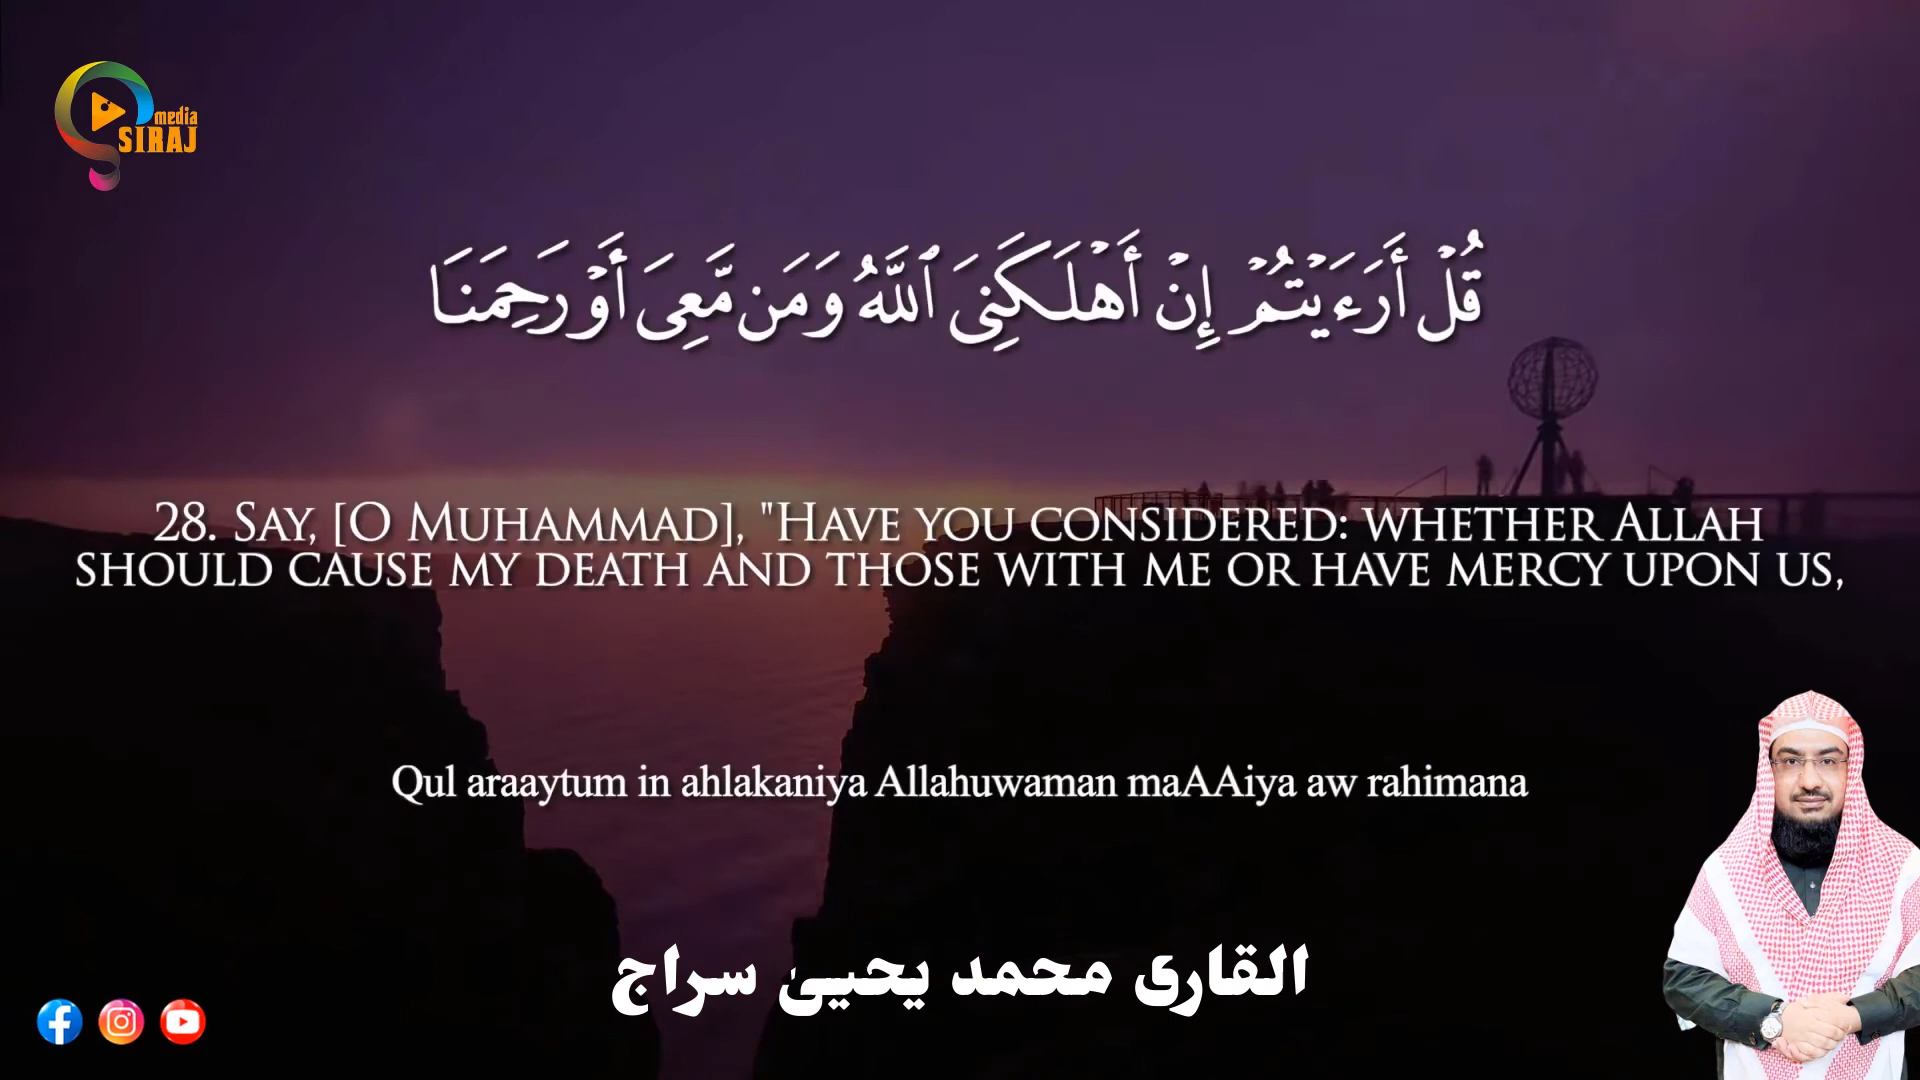 media
SIRAJ
قُلْ أَرَءَيْتُمْ إِنْ أَهْلَكَنِىَ ٱللَّهُ وَمَن مَّعِىَ أَوْ رَحِمَنَا
28. SAY, [O MUHAMMAD], "HAVE YOU CONSIDERED: WHETHER ALLAH
SHOULD CAUSE MY DEATH AND THOSE WITH ME OR HAVE MERCY UPON US,
Qul araaytum in ahlakaniya Allahuwaman maAAiya aw rahimana
القارى محمد يحيىٰ سراج